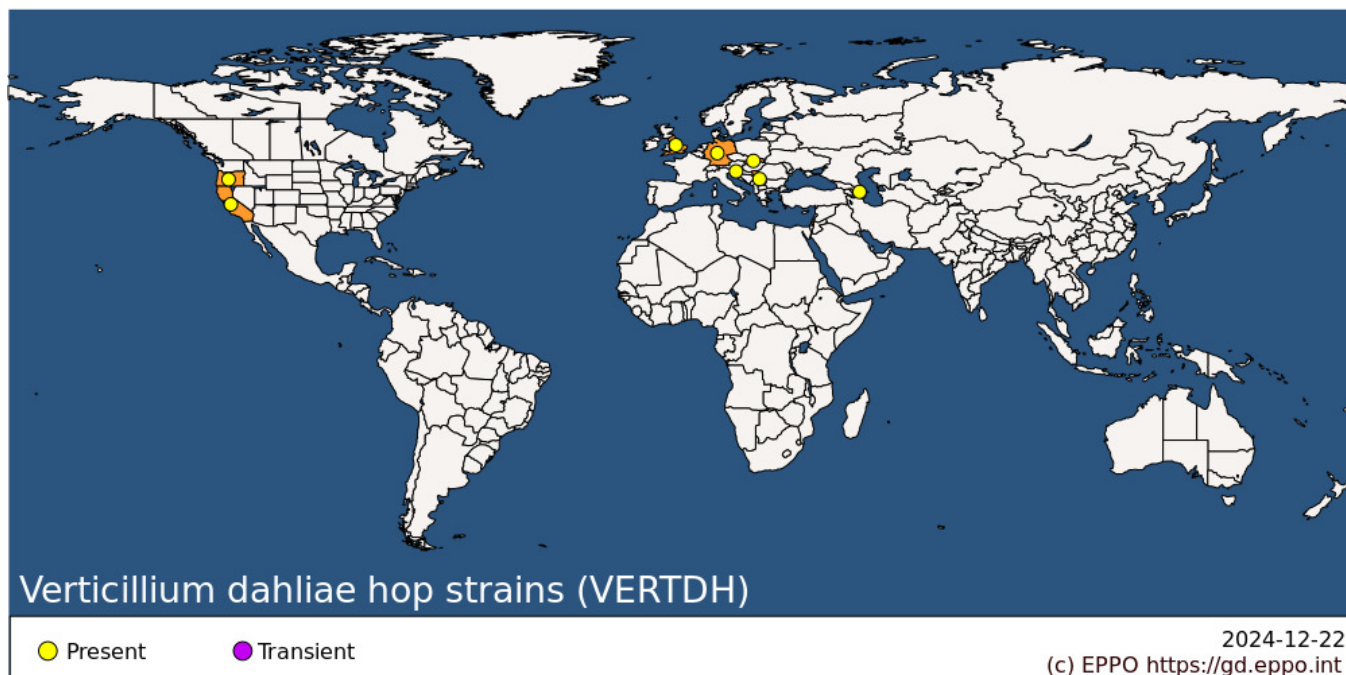 Verticillium dahliae hop strains (VERTDH)
Present
Transient
2024-12-22
(c) EPPO https://gd.eppo.int